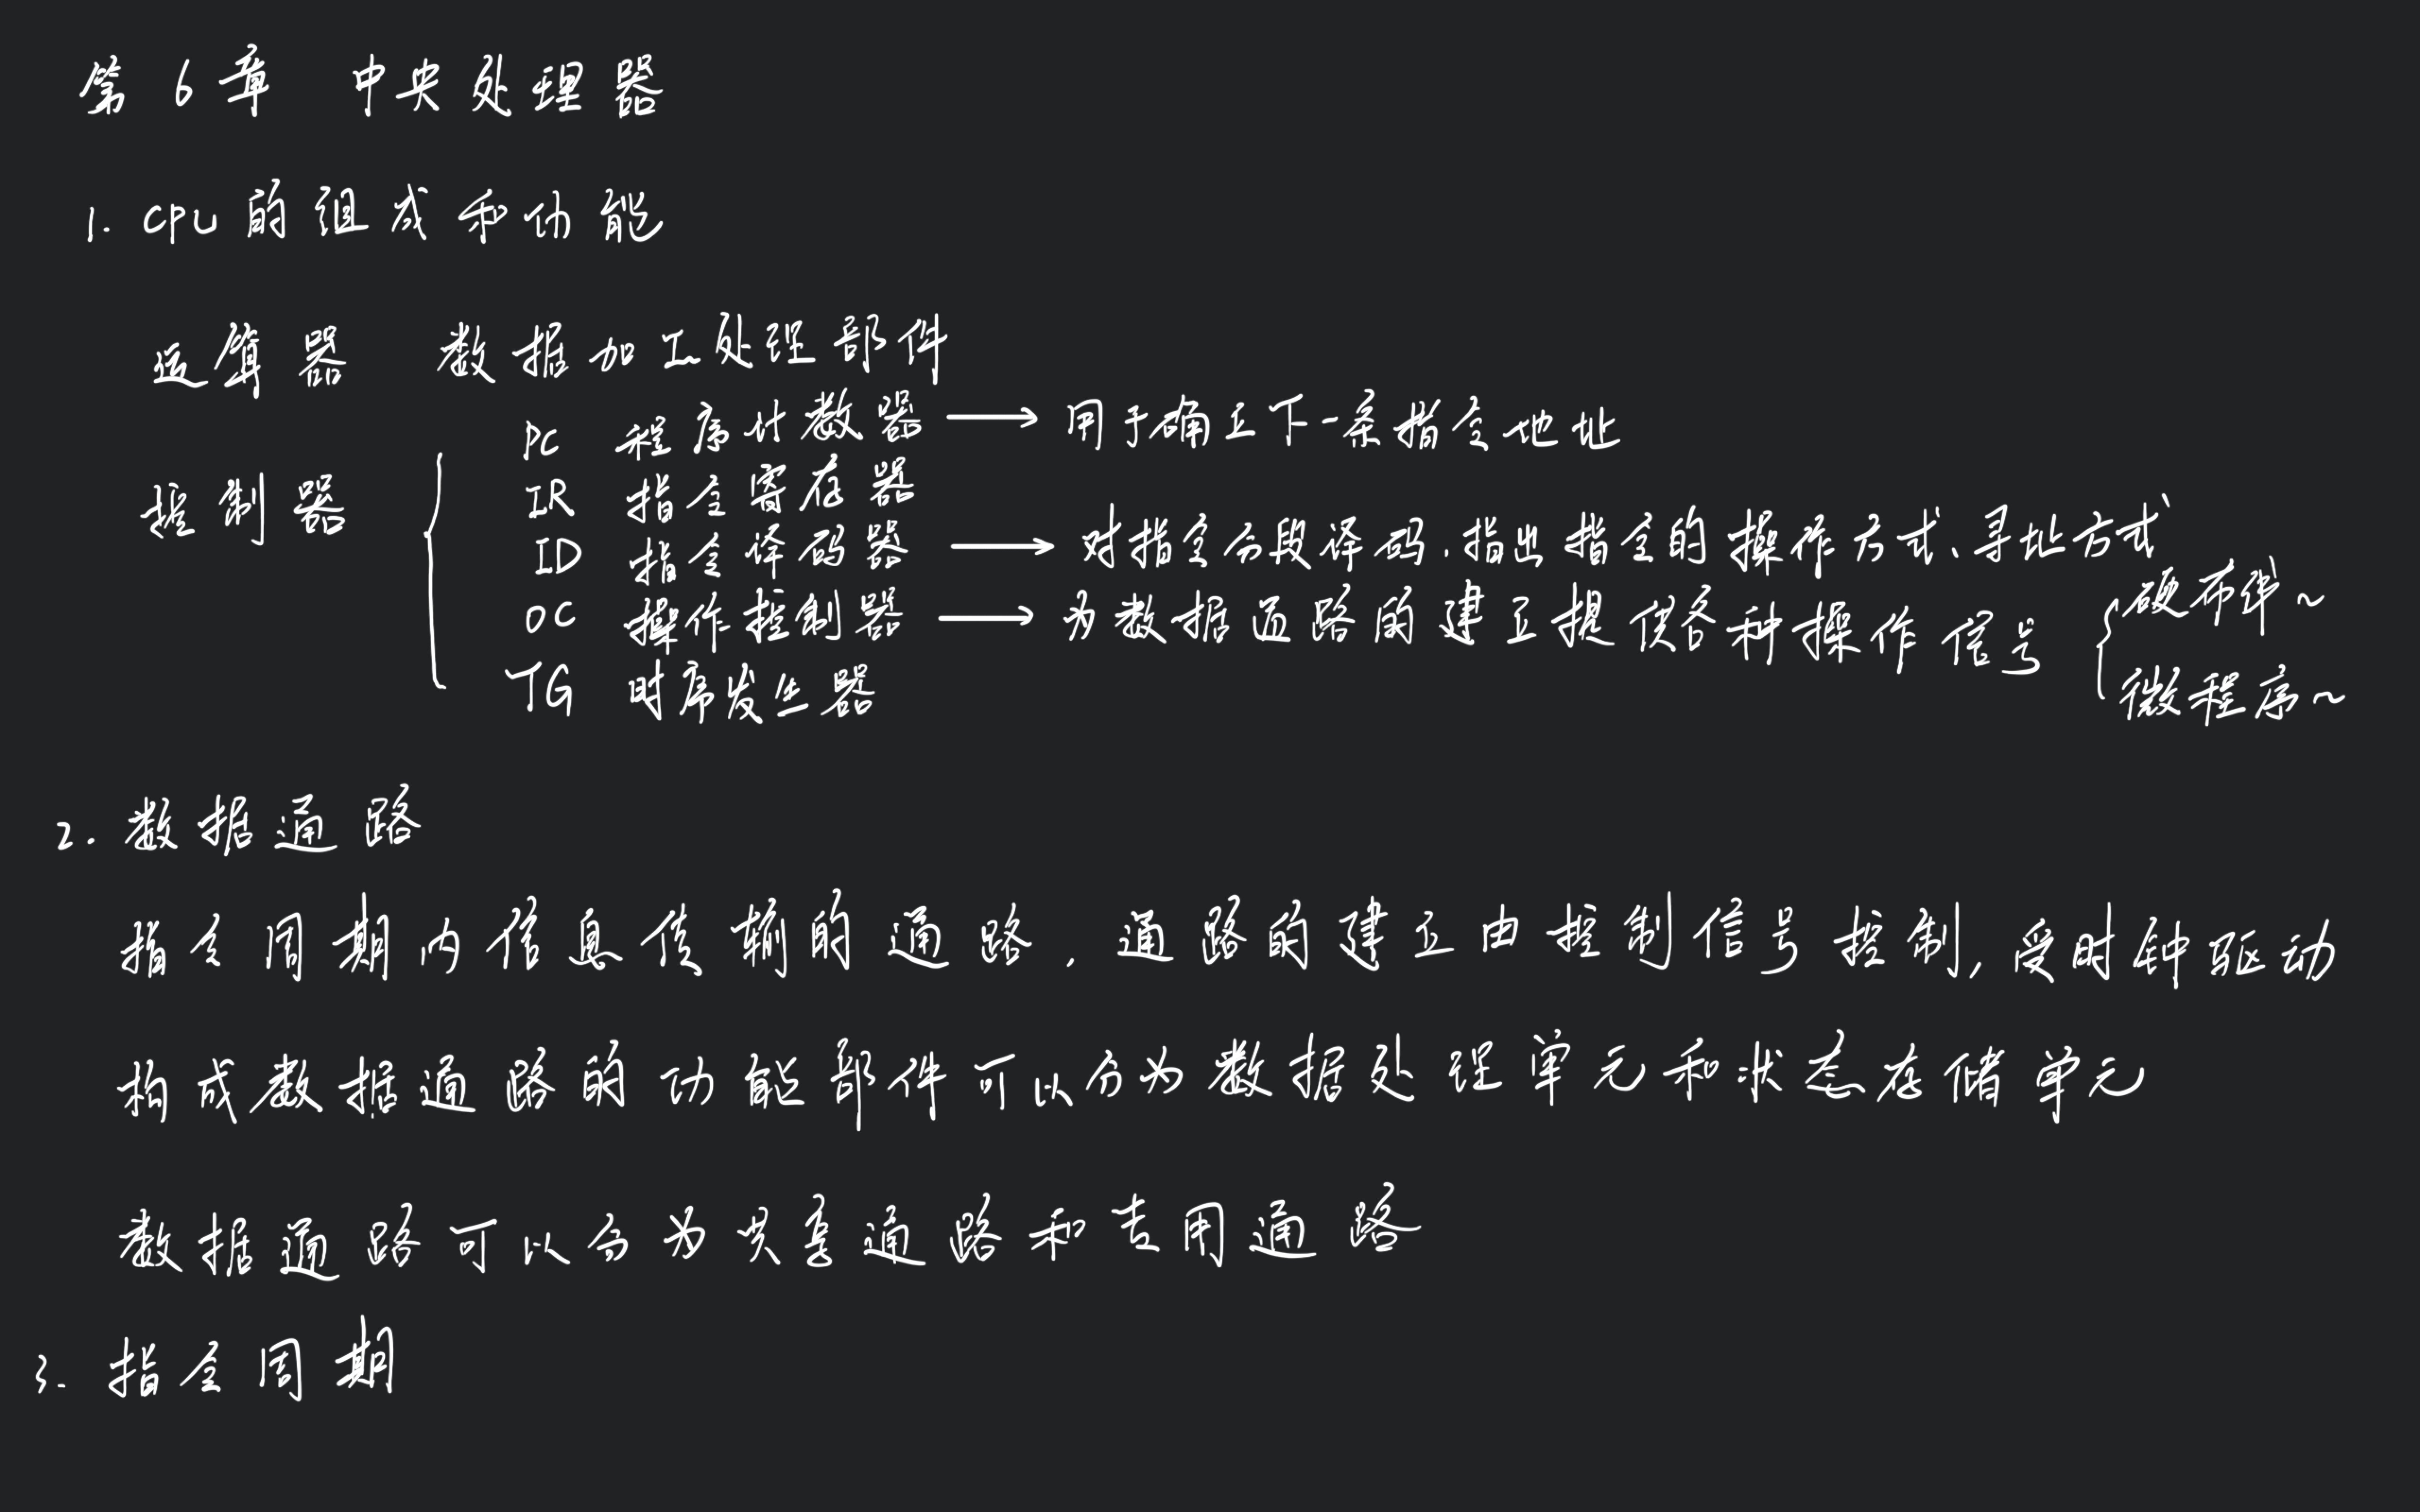 第6章 中央处理器
1. CPU的组成和功能
运算器 数据加工处理部件
PC 程序计数器 → 用于确立下一条指令地址
控制器 IR 指令寄存器
ID 指令译码器 → 对指令分段译码,指出指令的操作方式、寻址方式
OC 操作控制器 → 为数据通路的建立提供各种操作信号 硬布线~
微程序~
TG 时序发生器
2. 数据通路
指令周期内信息传输的通路,通路的建立由控制信号控制,受时钟驱动
构成数据通路的功能部件可以分为数据处理单元和状态存储单元
数据通路可以分为共享通路和专用通路
3. 指令周期